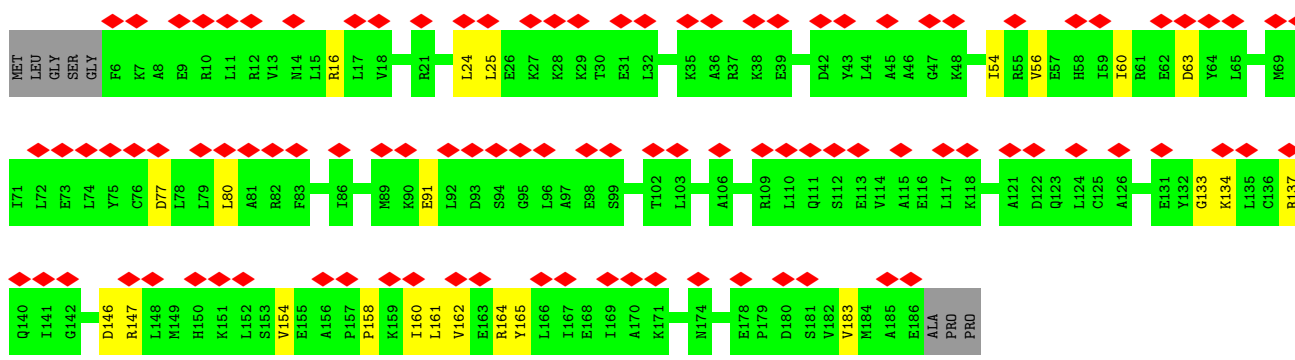 MET LEU GLY SER GLY F6 K7 A8 E9 R10 L11 R12 V13 N14 L15 R16 L17 V18 R21 L24 L25 E26 K27 K28 K29 T30 E31 L32 K35 A36 R37 K38 E39 D42 Y43 L44 A45 A46 G47 K48 I54 R55 V56 E57 H58 I59 I60 R61 E62 D63 Y64 L65 M69
I71 L72 E73 L74 Y75 C76 D77 L78 L79 L80 A81 R82 F83 I86 M89 K90 E91 L92 D93 S94 G95 L96 A97 E98 S99 T102 L103 A106 R109 L110 Q111 S112 E113 V114 A115 E116 L117 K118 A121 D122 Q123 L124 C125 A126 E131 Y132 G133 K134 L135 C136 R137
Q140 I141 G142 D146 R147 L148 M149 H150 K151 L152 S153 V154 E155 A156 P157 P158 K159 I160 L161 V162 E163 R164 Y165 L166 I167 E168 I169 A170 K171 N174 E178 P179 D180 S181 V182 V183 M184 A185 E186 ALA PRO PRO